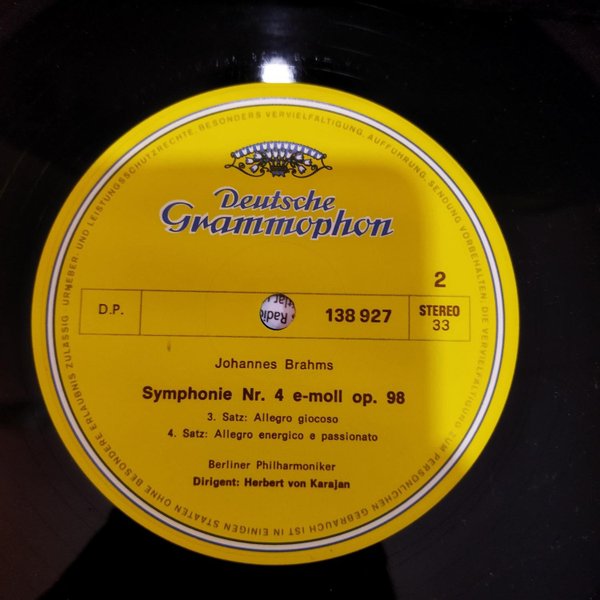 URHEBER- UND LEISTUNGSSCHUTZRECHTE, BESONDERS VERVIELFÄLTIGUNG, AUFFÜHRUNG, SENDUNG VORBEHALTEN; DIE VERVIELFÄLTIGUNG ZUM PERSÖNLICHEN GEBRAUCH IST IN EINIGEN STAATEN OHNE BESONDERE ERLAUBNIS ZULÄSSIG
Deutsche
Grammophon
2
D.P.
138 927
STEREO
33
Johannes Brahms
Symphonie Nr. 4 e-moll op. 98
3. Satz: Allegro giocoso
4. Satz: Allegro energico e passionato
Berliner Philharmoniker
Dirigent: Herbert von Karajan